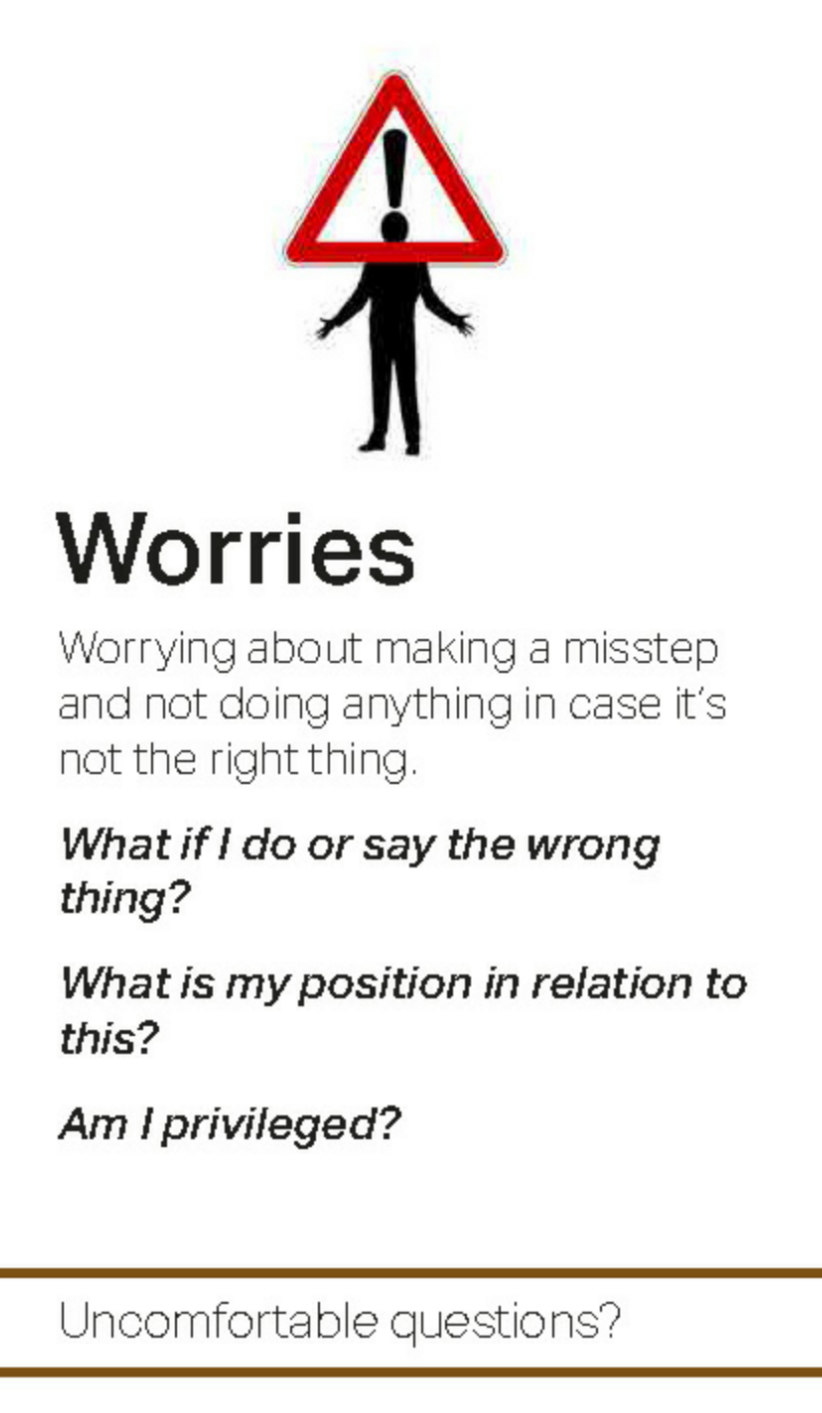 Worries
Worrying about making a misstep
and not doing anything in case it's
not the right thing.
What if I do or say the wrong
thing?
What is my position in relation to
this?
Am I privileged?
Uncomfortable questions?